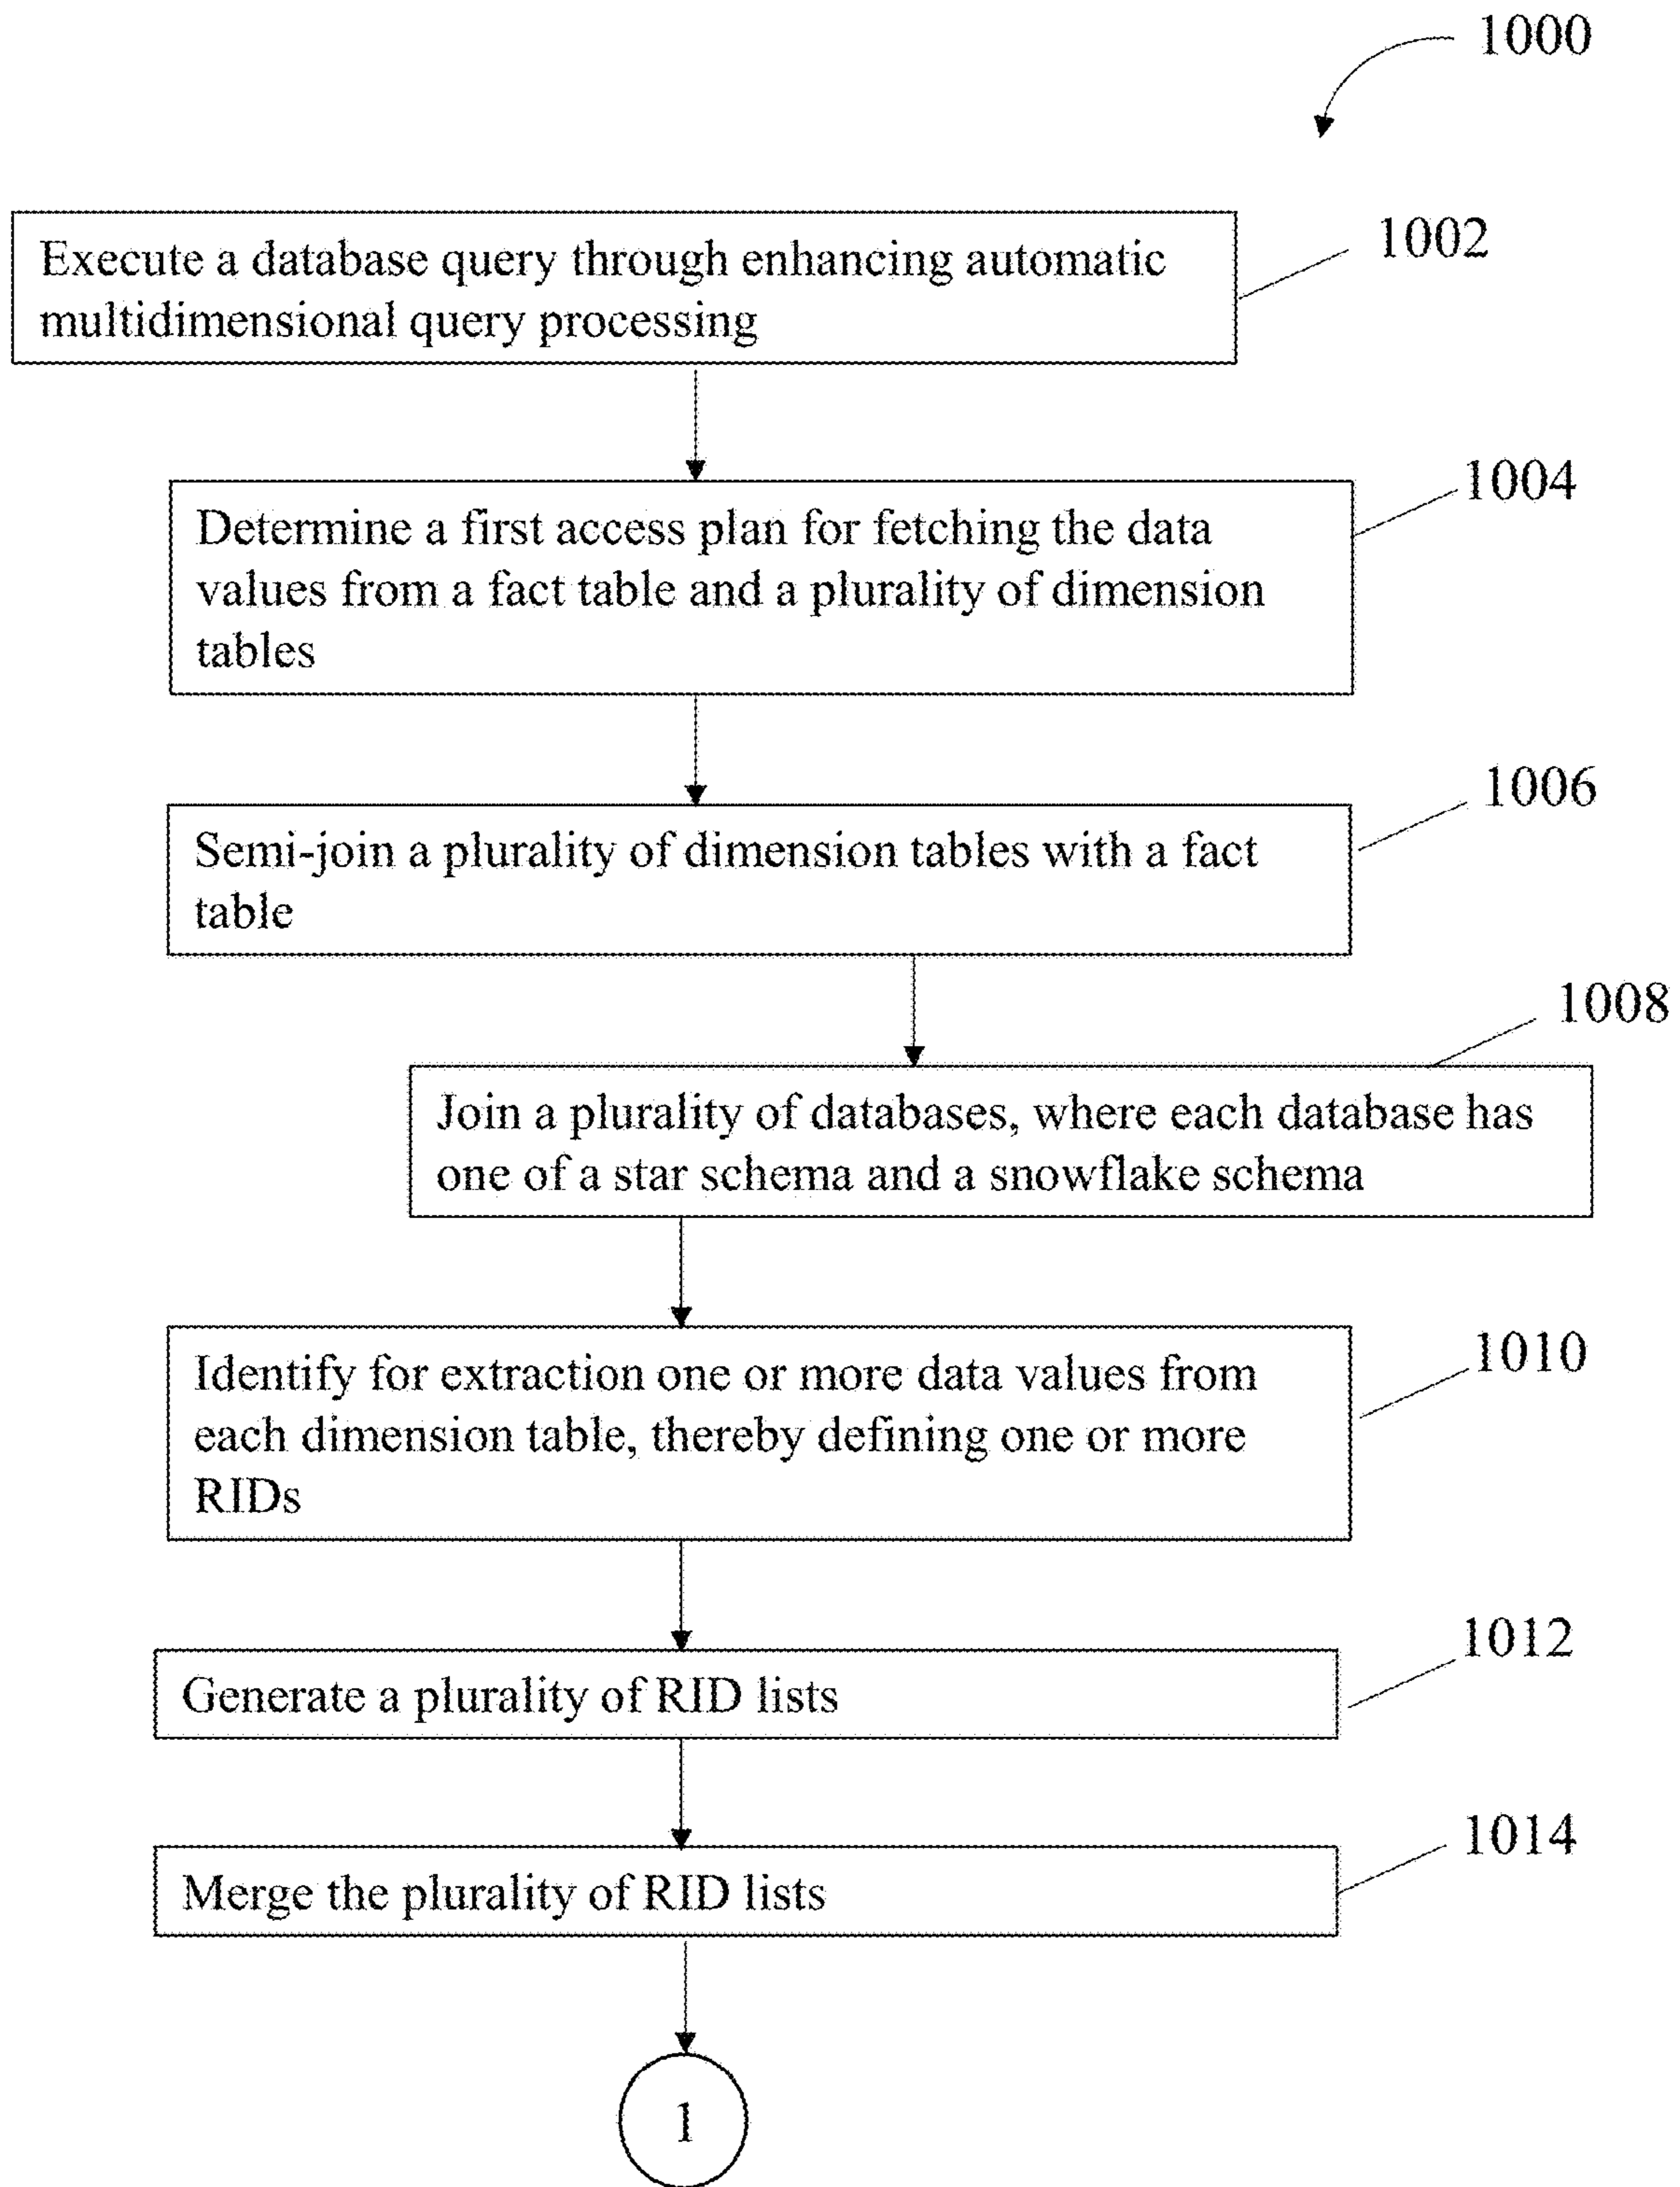 1000
Execute a database query through enhancing automatic
multidimensional query processing
1002
Determine a first access plan for fetching the data
values from a fact table and a plurality of dimension
tables
1004
Semi-join a plurality of dimension tables with a fact
table
1006
Join a plurality of databases, where each database has
one of a star schema and a snowflake schema
1008
Identify for extraction one or more data values from
each dimension table, thereby defining one or more
RIDs
1010
Generate a plurality of RID lists
1012
Merge the plurality of RID lists
1014
1